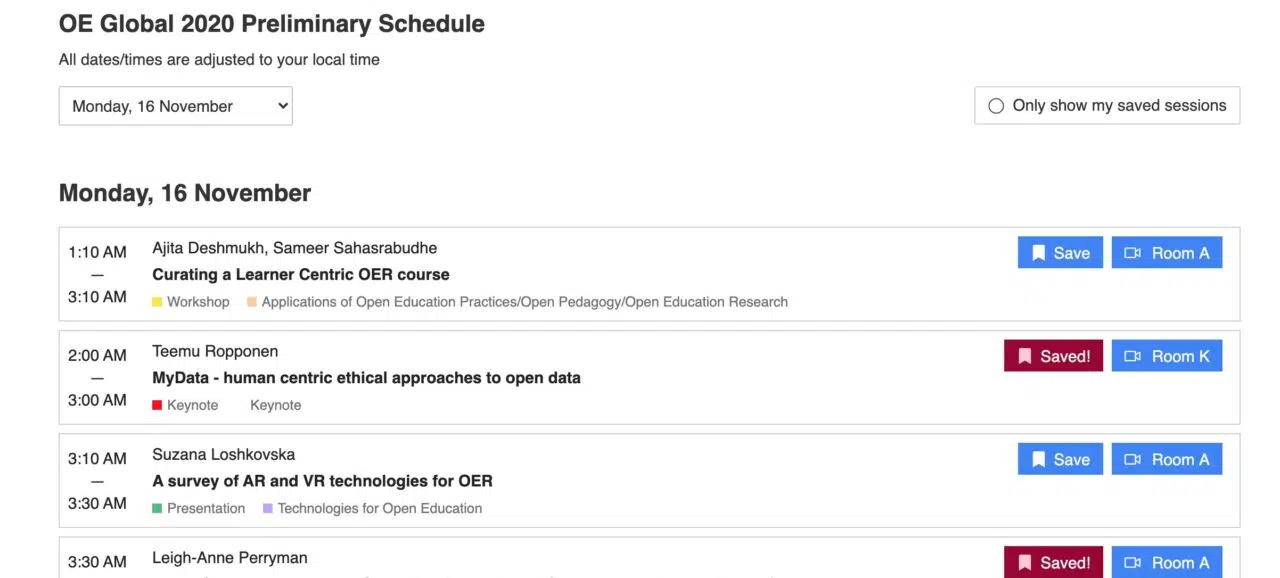 OE Global 2020 Preliminary Schedule
All dates/times are adjusted to your local time
Monday, 16 November
Only show my saved sessions
Monday, 16 November
1:10 AM
—
3:10 AM
Ajita Deshmukh, Sameer Sahasrabudhe
Curating a Learner Centric OER course
Workshop Applications of Open Education Practices/Open Pedagogy/Open Education Research
Save
Room A
2:00 AM
—
3:00 AM
Teemu Ropponen
MyData - human centric ethical approaches to open data
Keynote Keynote
Saved!
Room K
3:10 AM
—
3:30 AM
Suzana Loshkovska
A survey of AR and VR technologies for OER
Presentation Technologies for Open Education
Save
Room A
3:30 AM
Leigh-Anne Perryman
Saved!
Room A